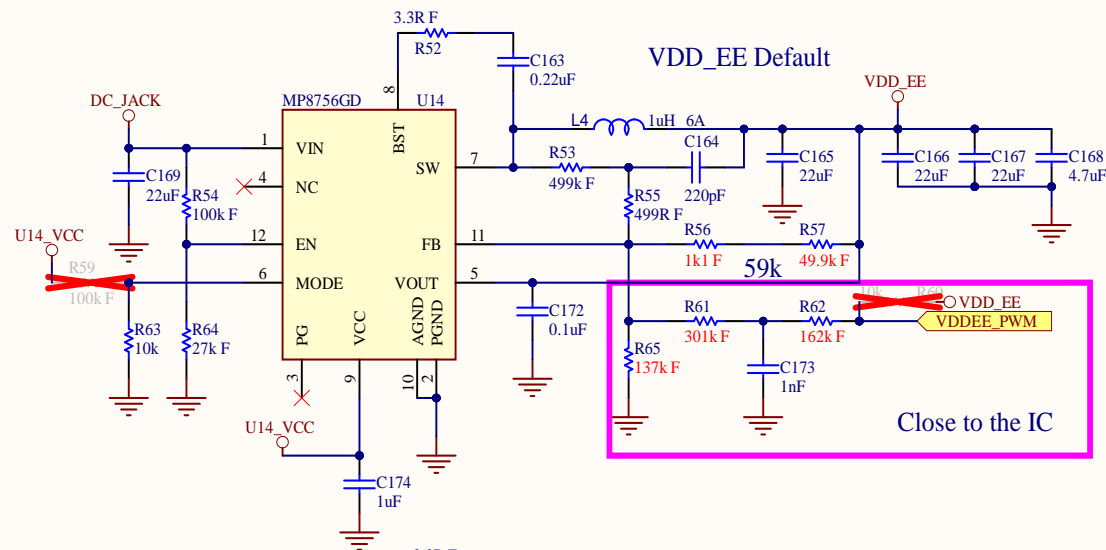 3.3R F
R52
C163
0.22uF
VDD_EE Default
DC_JACK
MP8756GD
U14
8
VDD_EE
L4
1uH 6A
BST
1
VIN
C164
SW
7
R53
499k F
220pF
C165
22uF
C166
22uF
C167
22uF
C168
4.7uF
C169
22uF
R54
100k F
4
NC
R55
499R F
U14_VCC
12
EN
FB
11
R56
1k1 F
R57
49.9k F
R59
100k F
6
MODE
VOUT
5
59k
10k
R60
VDD_EE
C172
0.1uF
R61
301k F
R62
162k F
VDDEE_PWM
R63
10k
R64
27k F
PG
VCC
AGND
PGND
R65
137k F
C173
1nF
3
9
10
2
Close to the IC
U14_VCC
C174
1uF